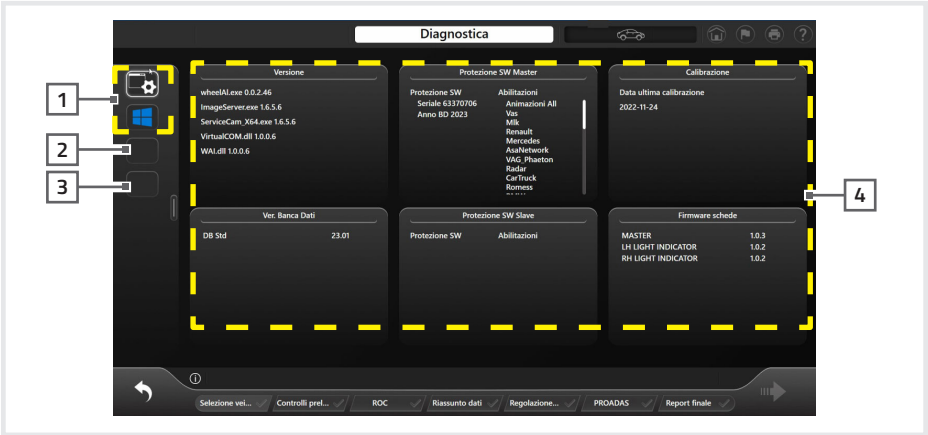 Diagnostica
?
1
2
3
4
Versione
wheelAI.exe 0.0.2.46
ImageServer.exe 1.6.5.6
ServiceCam_X64.exe 1.6.5.6
VirtualCOM.dll 1.0.0.6
WAI.dll 1.0.0.6
Protezione SW Master
Protezione SW Abilitazioni
Seriale 63370706 Animazioni All
Anno BD 2023 Vas
Mlk
Renault
Mercedes
AsaNetwork
VAG_Phaeton
Radar
CarTruck
Romess
Calibrazione
Data ultima calibrazione
2022-11-24
Ver. Banca Dati
DB Std 23.01
Protezione SW Slave
Protezione SW Abilitazioni
Firmware schede
MASTER 1.0.3
LH LIGHT INDICATOR 1.0.2
RH LIGHT INDICATOR 1.0.2
Selezione vei... Controlli prel... ROC Riassunto dati Regolazione... PROADAS Report finale